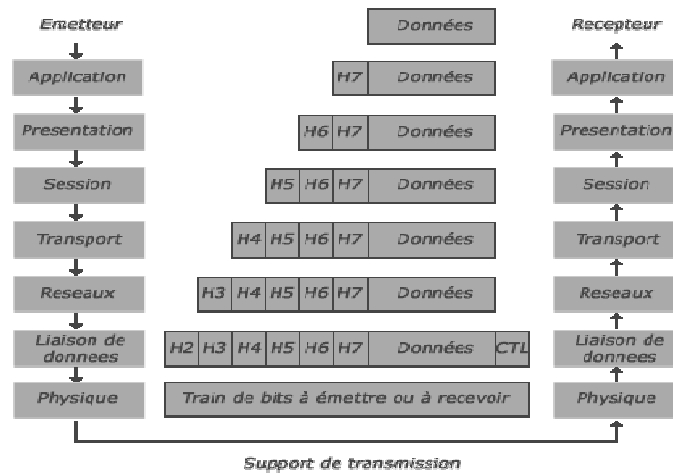 Emetteur Données Recepteur
Application H7 Données Application
Presentation H6 H7 Données Presentation
Session H5 H6 H7 Données Session
Transport H4 H5 H6 H7 Données Transport
Reseaux H3 H4 H5 H6 H7 Données Reseaux
Liaison de donnees H2 H3 H4 H5 H6 H7 Données CTL Liaison de donnees
Physique Train de bits à émettre ou à recevoir Physique
Support de transmission